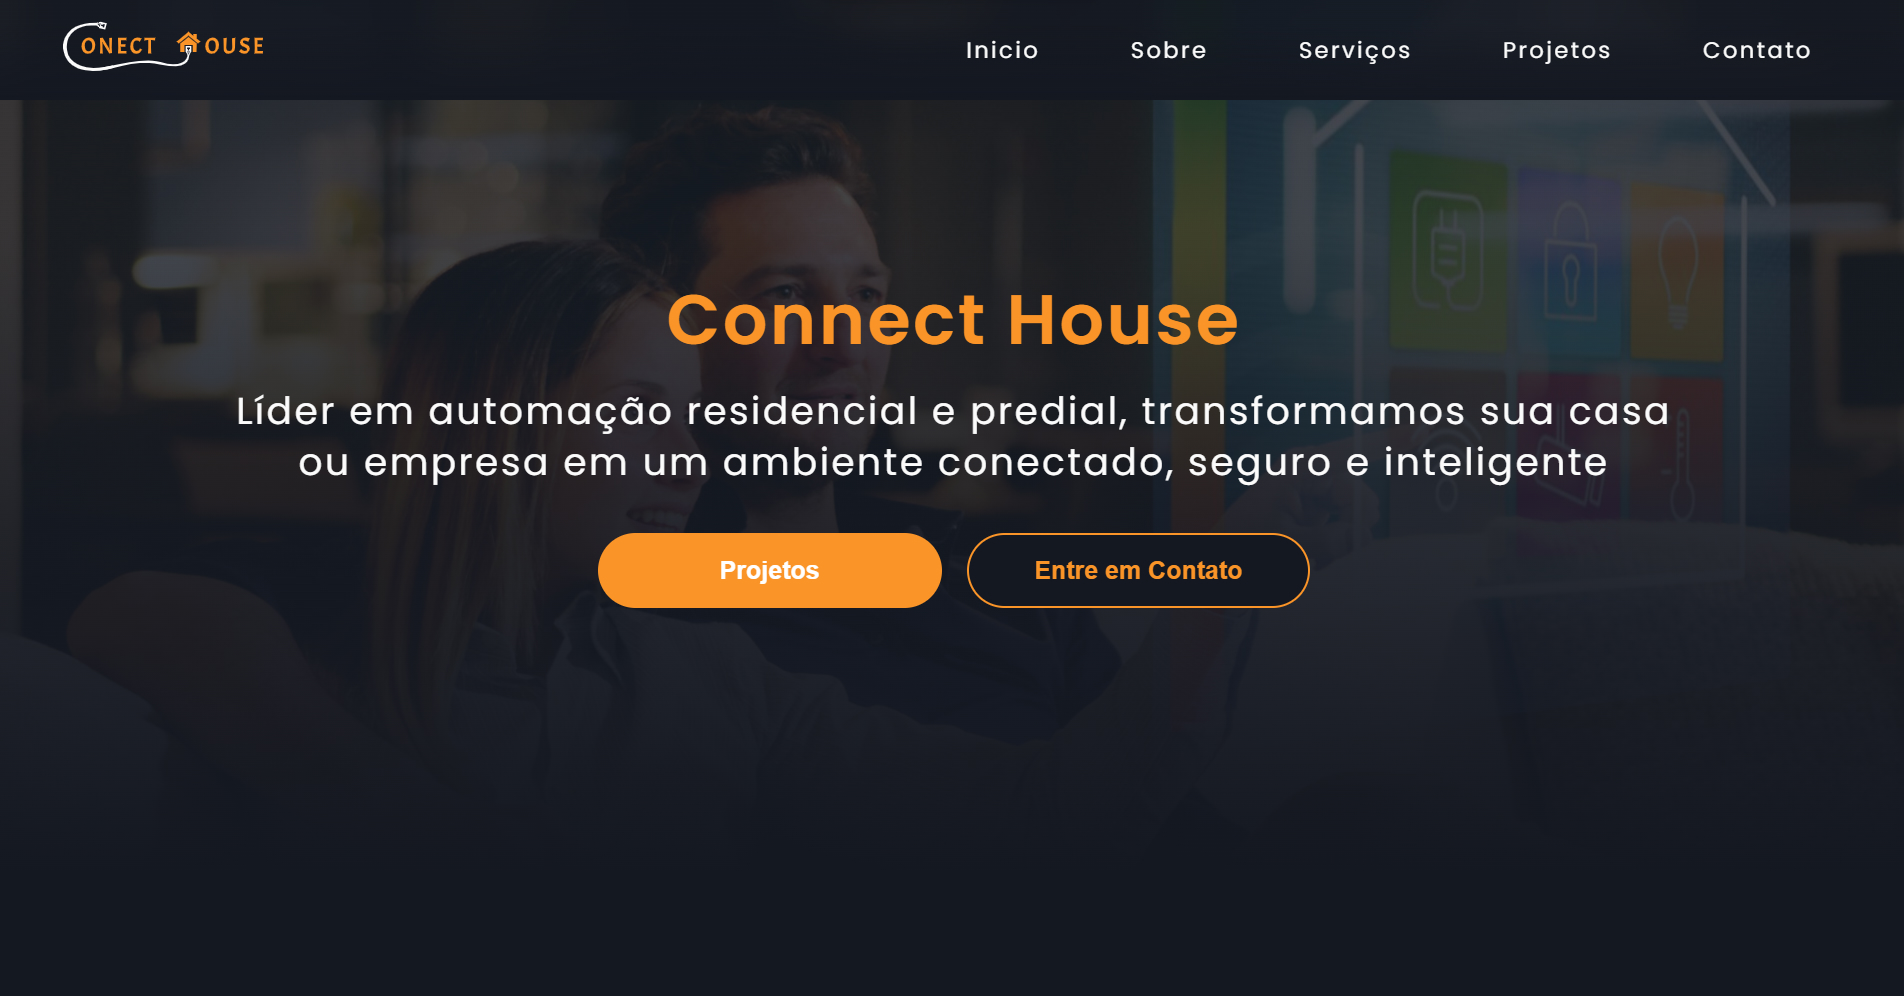 CONECT HOUSE
Inicio Sobre Serviços Projetos Contato
Connect House
Líder em automação residencial e predial, transformamos sua casa
ou empresa em um ambiente conectado, seguro e inteligente
Projetos Entre em Contato